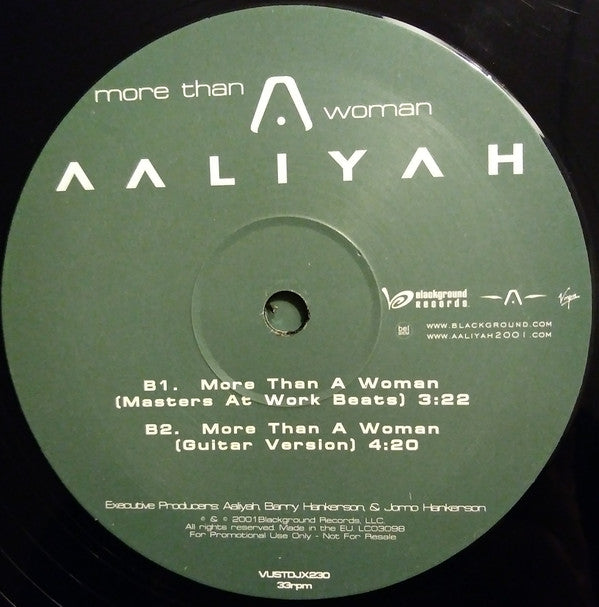 more than A woman
AALIYAH
Blackground Records
A
Virgin
WWW.BLACKGROUND.COM
WWW.AALIYAH2001.COM
B1. More Than A Woman
(Masters At Work Beats) 3:22
B2. More Than A Woman
(Guitar Version) 4:20
Executive Producers: Aaliyah, Barry Hankerson, & Jomo Hankerson.
℗ & © 2001 Blackground Records, LLC.
All rights reserved. Made in the EU. LC03098
For Promotional Use Only - Not For Resale
VUSTDJX230
33rpm